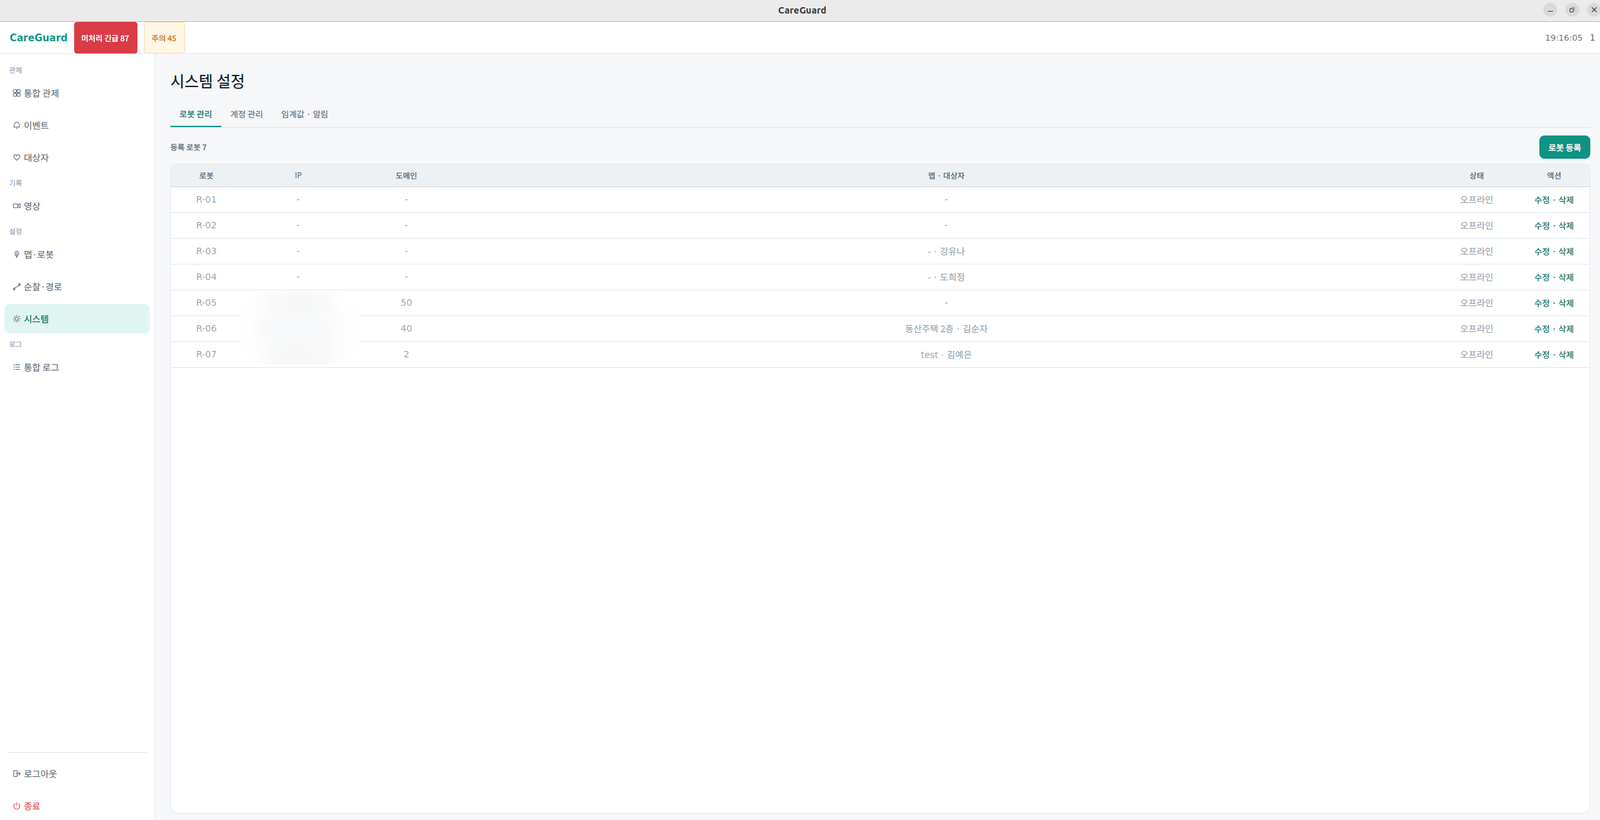 CareGuard
CareGuard 미처리 긴급 87 주의 45 19:16:05 1
관제
통합 관제
이벤트
대상자
기록
영상
설정
맵·로봇
순찰·경로
시스템
로그
통합 로그
로그아웃
종료
시스템 설정
로봇 관리 계정 관리 임계값 · 알림
등록 로봇 7 로봇 등록
로봇 IP 도메인 맵 · 대상자 상태 액션
R-01 - - - 오프라인 수정 · 삭제
R-02 - - - 오프라인 수정 · 삭제
R-03 - - - · 강유나 오프라인 수정 · 삭제
R-04 - - - · 도희정 오프라인 수정 · 삭제
R-05 50 - 오프라인 수정 · 삭제
R-06 40 동산주택 2층 · 김순자 오프라인 수정 · 삭제
R-07 2 test · 김예은 오프라인 수정 · 삭제